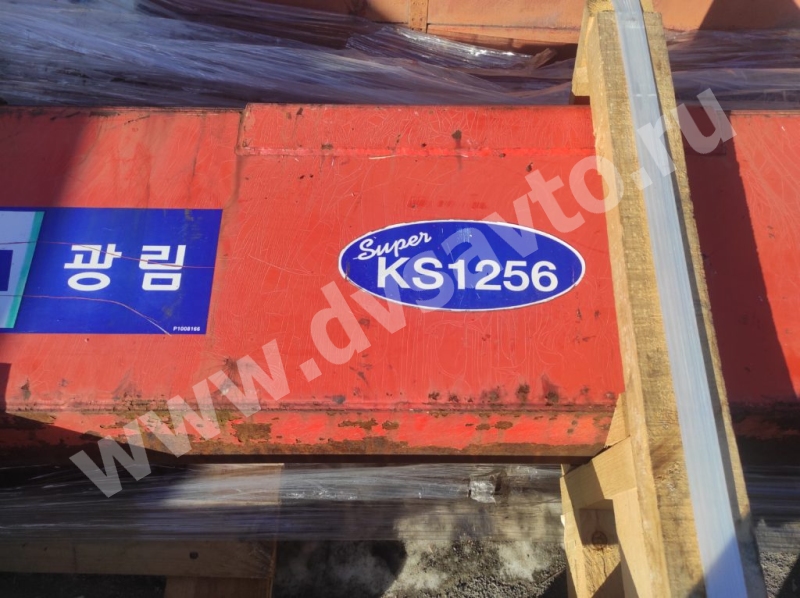 광림
P1008166
Super
KS1256
www.dvsavto.ru